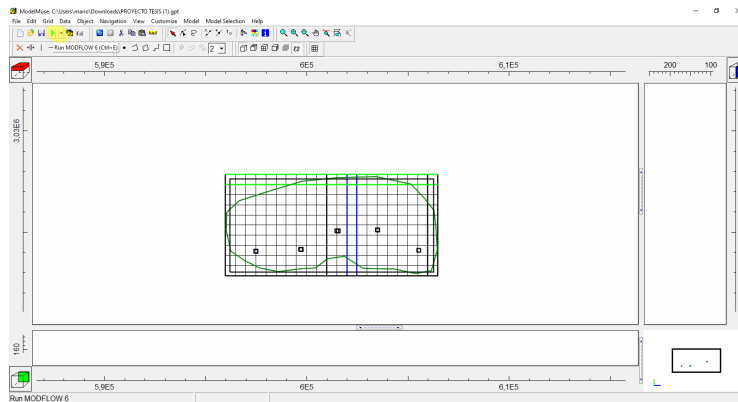 ModelMuse: C:\Users\mario\Downloads\PROYECTO TESIS (1).gpt
File Edit Grid Data Object Navigation View Customize Model Model Selection Help
Run MODFLOW 6 (Ctrl+E)
2
5,9E5 6E5 6,1E5
200 100
3,03E6
160
5,9E5 6E5 6,1E5
Run MODFLOW 6